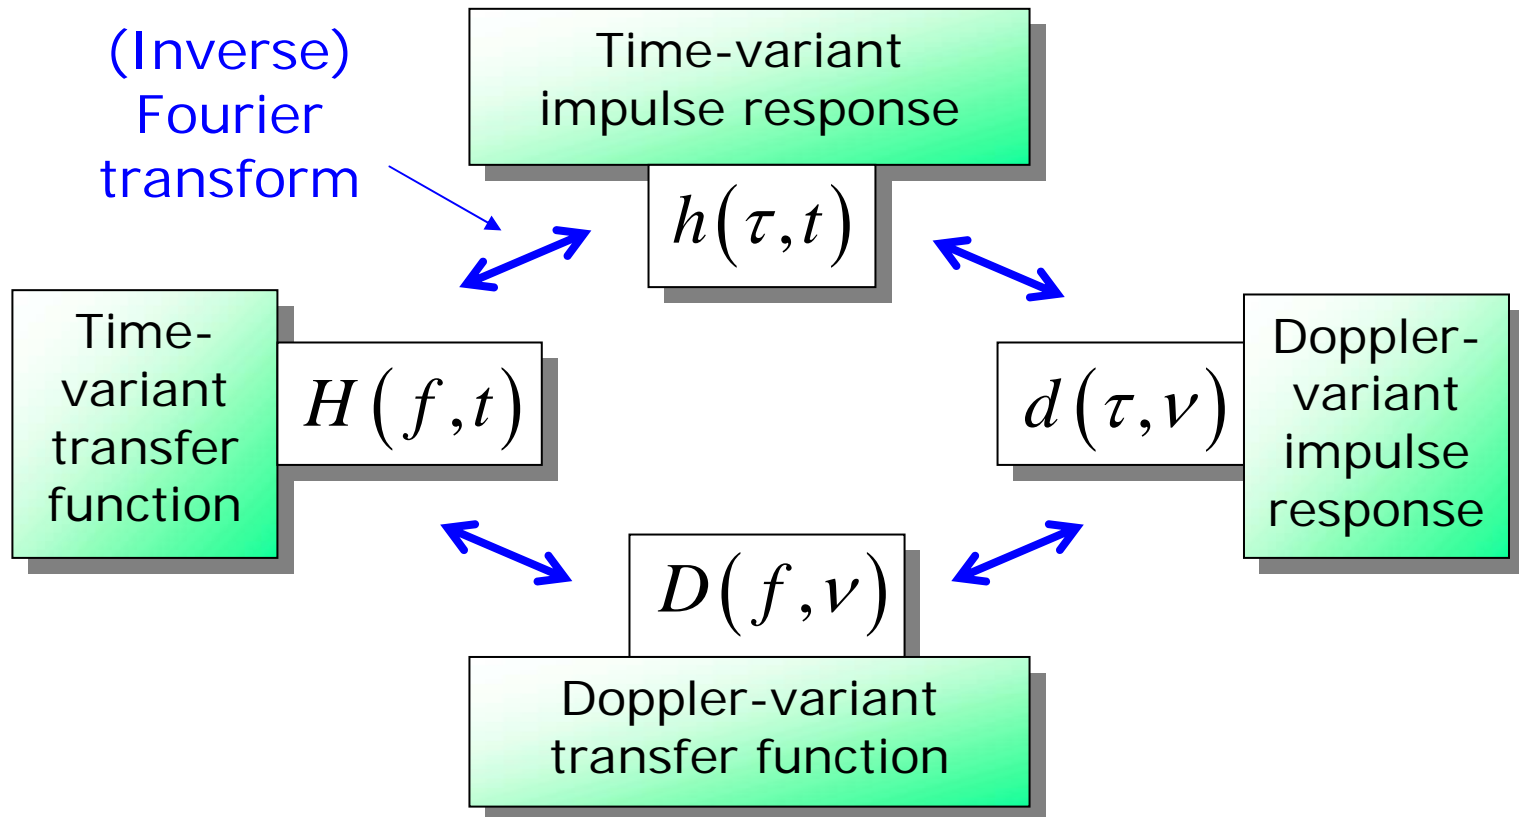 (Inverse)
Fourier
transform
Time-variant
impulse response
h(τ,t)
Time-
variant
transfer
function
H(f,t)
d(τ,ν)
Doppler-
variant
impulse
response
D(f,ν)
Doppler-variant
transfer function